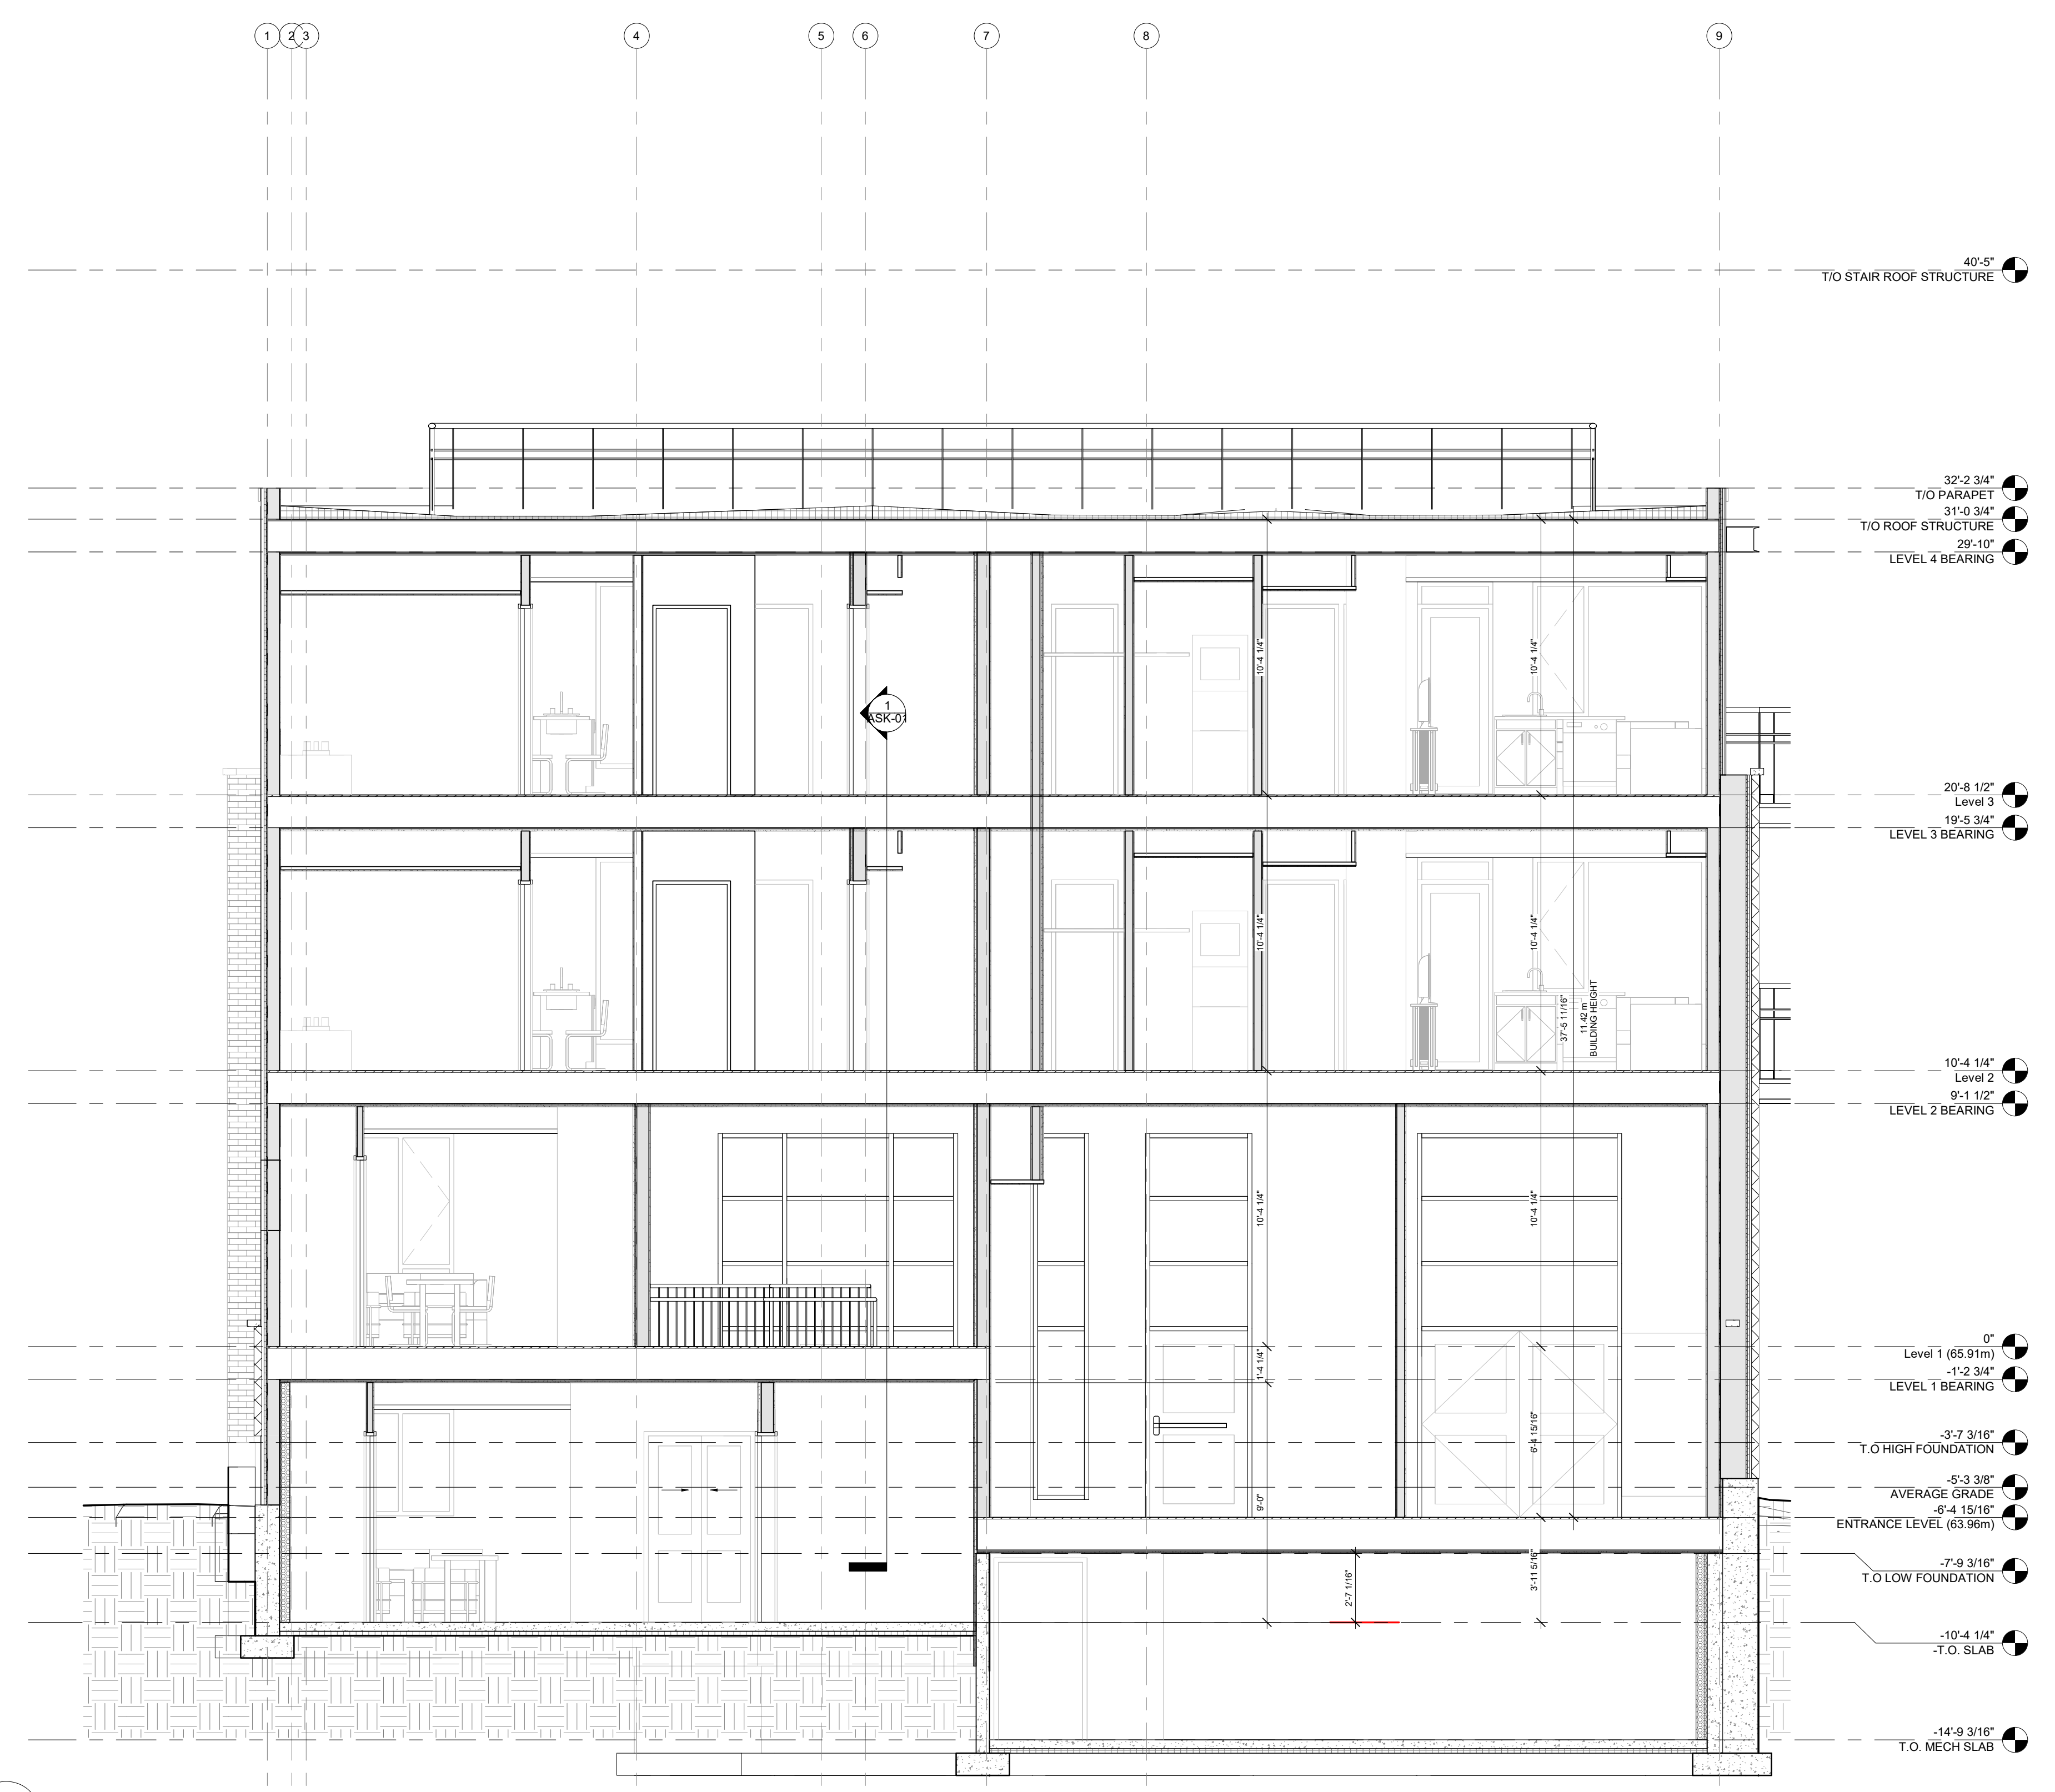 1
2
3
4
5
6
7
8
9
40'-5"
T/O STAIR ROOF STRUCTURE
32'-2 3/4"
T/O PARAPET
31'-0 3/4"
T/O ROOF STRUCTURE
29'-10"
LEVEL 4 BEARING
10'-4 1/4"
10'-4 1/4"
1
ASK-01
20'-8 1/2"
Level 3
19'-5 3/4"
LEVEL 3 BEARING
10'-4 1/4"
10'-4 1/4"
37'-5 11/16"
11.42 m
BUILDING HEIGHT
10'-4 1/4"
Level 2
9'-1 1/2"
LEVEL 2 BEARING
10'-4 1/4"
10'-4 1/4"
0"
Level 1 (65.91m)
1'-4 1/4"
-1'-2 3/4"
LEVEL 1 BEARING
6'-4 15/16"
-3'-7 3/16"
T.O HIGH FOUNDATION
-5'-3 3/8"
AVERAGE GRADE
9'-0"
-6'-4 15/16"
ENTRANCE LEVEL (63.96m)
-7'-9 3/16"
T.O LOW FOUNDATION
2'-7 1/16"
3'-11 5/16"
-10'-4 1/4"
-T.O. SLAB
-14'-9 3/16"
T.O. MECH SLAB